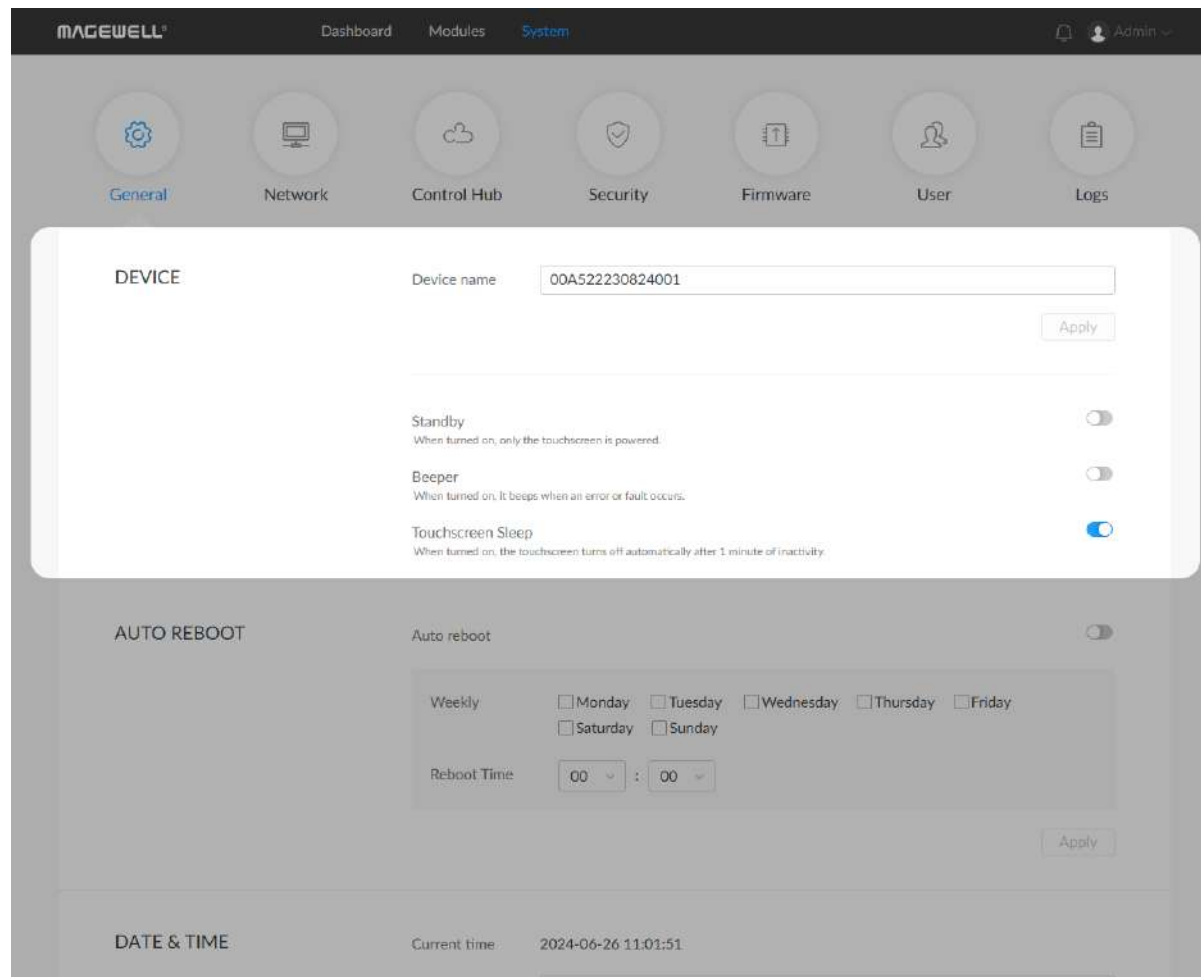 MAGEWELL®
Dashboard Modules System Admin
General Network Control Hub Security Firmware User Logs
DEVICE
Device name 00A522230824001
Apply
Standby
When turned on, only the touchscreen is powered.
Beeper
When turned on, it beeps when an error or fault occurs.
Touchscreen Sleep
When turned on, the touchscreen turns off automatically after 1 minute of inactivity.
AUTO REBOOT Auto reboot
Weekly Monday Tuesday Wednesday Thursday Friday
Saturday Sunday
Reboot Time 00 : 00
Apply
DATE & TIME Current time 2024-06-26 11:01:51